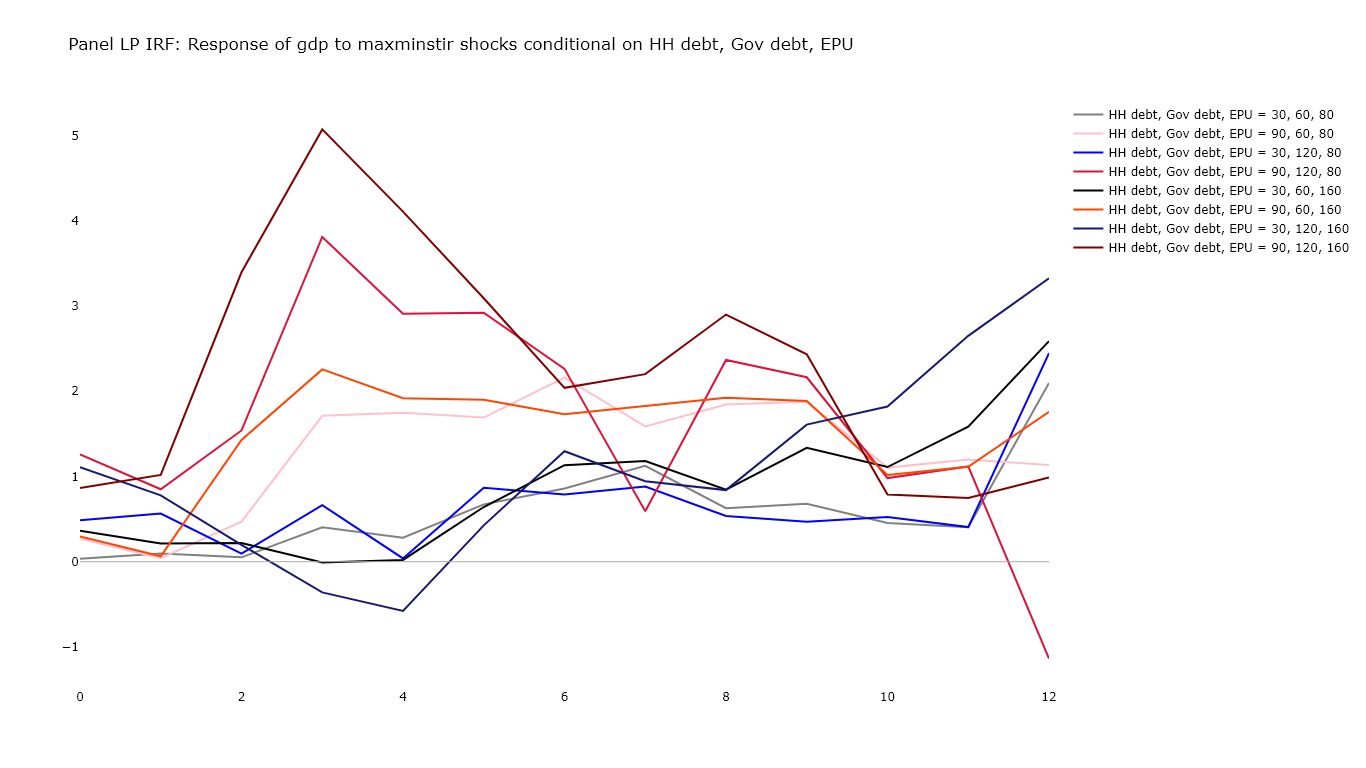 Panel LP IRF: Response of gdp to maxminstir shocks conditional on HH debt, Gov debt, EPU
HH debt, Gov debt, EPU = 30, 60, 80
HH debt, Gov debt, EPU = 90, 60, 80
HH debt, Gov debt, EPU = 30, 120, 80
HH debt, Gov debt, EPU = 90, 120, 80
HH debt, Gov debt, EPU = 30, 60, 160
HH debt, Gov debt, EPU = 90, 60, 160
HH debt, Gov debt, EPU = 30, 120, 160
HH debt, Gov debt, EPU = 90, 120, 160
5
4
3
2
1
0
−1
0 2 4 6 8 10 12